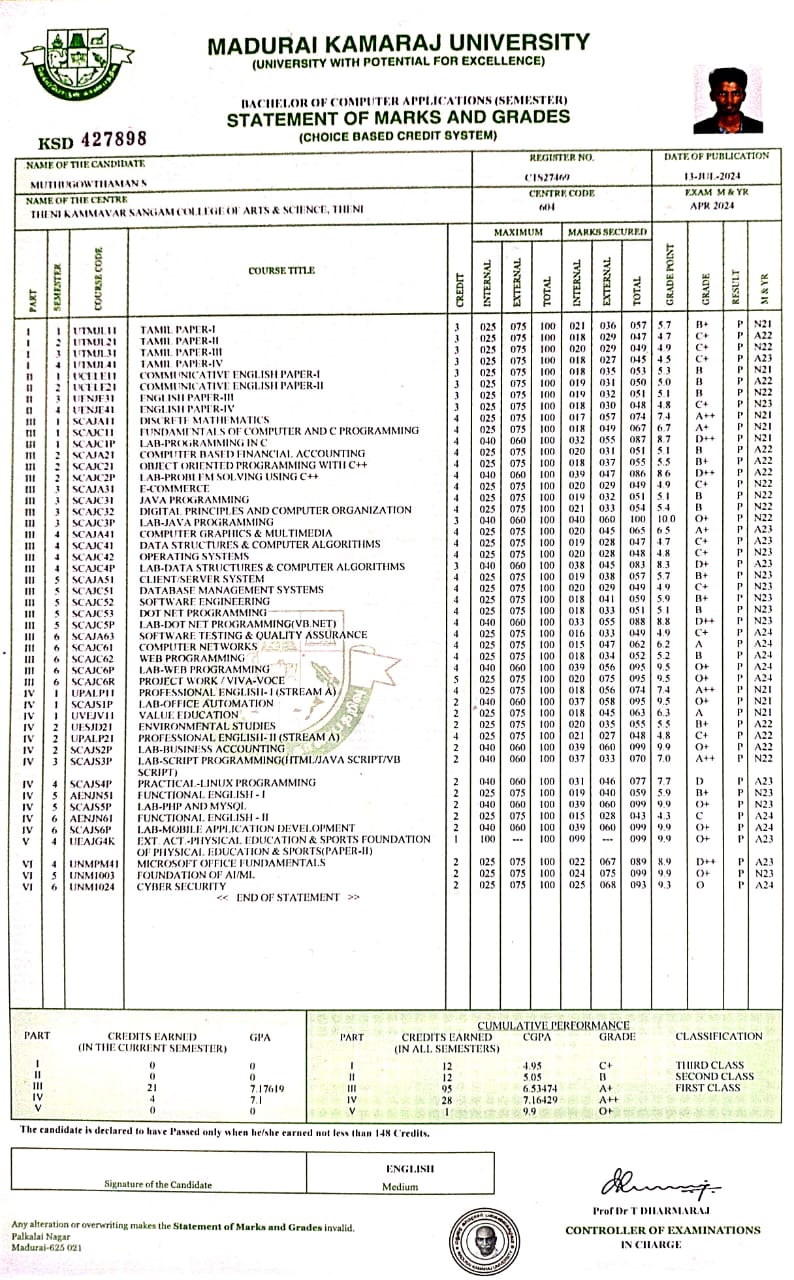 MADURAI KAMARAJ UNIVERSITY
(UNIVERSITY WITH POTENTIAL FOR EXCELLENCE)
BACHELOR OF COMPUTER APPLICATIONS (SEMESTER)
STATEMENT OF MARKS AND GRADES
(CHOICE BASED CREDIT SYSTEM)
KSD 427898
NAME OF THE CANDIDATE REGISTER NO. DATE OF PUBLICATION
MUTHUGOWTHAMAN S C1S27469 13-JUL-2024
NAME OF THE CENTRE CENTRE CODE EXAM M & YR
THENI KAMMAVAR SANGAM COLLEGE OF ARTS & SCIENCE, THENI 604 APR 2024
MAXIMUM MARKS SECURED
PART SEMESTER COURSE CODE COURSE TITLE CREDIT INTERNAL EXTERNAL TOTAL INTERNAL EXTERNAL TOTAL GRADE POINT GRADE RESULT M & YR
I 1 UTMUL11 TAMIL PAPER-I 3 025 075 100 021 036 057 5.7 B+ P N21
I 2 UTMUL21 TAMIL PAPER-II 3 025 075 100 018 029 047 4.7 C+ P A22
I 3 UTMUL31 TAMIL PAPER-III 3 025 075 100 020 029 049 4.9 C+ P N22
I 4 UTMUL41 TAMIL PAPER-IV 3 025 075 100 018 027 045 4.5 C+ P A23
II 1 UCLE11 COMMUNICATIVE ENGLISH PAPER-I 3 025 075 100 018 035 053 5.3 B P N21
II 2 UCLE21 COMMUNICATIVE ENGLISH PAPER-II 3 025 075 100 019 031 050 5.0 B P A22
II 3 UENJE31 ENGLISH PAPER-III 3 025 075 100 019 032 051 5.1 B P N22
II 4 UENJE41 ENGLISH PAPER-IV 3 025 075 100 018 030 048 4.8 C+ P N23
III 1 SCAJA11 DISCRETE MATHEMATICS 4 025 075 100 017 057 074 7.4 A++ P N21
III 1 SCAJC11 FUNDAMENTALS OF COMPUTER AND C PROGRAMMING 4 025 075 100 018 049 067 6.7 A+ P N21
III 1 SCAJC1P LAB-PROGRAMMING IN C 4 040 060 100 032 055 087 8.7 D++ P N21
III 2 SCAJA21 COMPUTER BASED FINANCIAL ACCOUNTING 4 025 075 100 020 031 051 5.1 B P A22
III 2 SCAJC21 OBJECT ORIENTED PROGRAMMING WITH C++ 4 025 075 100 018 037 055 5.5 B+ P A22
III 2 SCAJC2P LAB-PROBLEM SOLVING USING C++ 4 040 060 100 039 047 086 8.6 D++ P A22
III 3 SCAJA31 E-COMMERCE 4 025 075 100 020 029 049 4.9 C+ P N22
III 3 SCAJC31 JAVA PROGRAMMING 4 025 075 100 019 032 051 5.1 B P N22
III 3 SCAJC32 DIGITAL PRINCIPLES AND COMPUTER ORGANIZATION 4 025 075 100 021 033 054 5.4 B P N22
III 3 SCAJC3P LAB-JAVA PROGRAMMING 3 040 060 100 040 060 100 10.0 O+ P N22
III 4 SCAJA41 COMPUTER GRAPHICS & MULTIMEDIA 4 025 075 100 020 045 065 6.5 A+ P A23
III 4 SCAJC41 DATA STRUCTURES & COMPUTER ALGORITHMS 4 025 075 100 019 028 047 4.7 C+ P A23
III 4 SCAJC42 OPERATING SYSTEMS 4 025 075 100 020 028 048 4.8 C+ P N23
III 4 SCAJC4P LAB-DATA STRUCTURES & COMPUTER ALGORITHMS 3 040 060 100 038 045 083 8.3 D+ P A23
III 5 SCAJA51 CLIENT/SERVER SYSTEM 4 025 075 100 019 038 057 5.7 B+ P N23
III 5 SCAJC51 DATABASE MANAGEMENT SYSTEMS 4 025 075 100 020 029 049 4.9 C+ P N23
III 5 SCAJC52 SOFTWARE ENGINEERING 4 025 075 100 018 041 059 5.9 B+ P N23
III 5 SCAJC53 DOT NET PROGRAMMING 4 025 075 100 018 033 051 5.1 B P N23
III 5 SCAJC5P LAB-DOT NET PROGRAMMING(VB.NET) 4 040 060 100 033 055 088 8.8 D++ P N23
III 6 SCAJA63 SOFTWARE TESTING & QUALITY ASSURANCE 4 025 075 100 016 033 049 4.9 C+ P A24
III 6 SCAJC61 COMPUTER NETWORKS 4 025 075 100 015 047 062 6.2 A P A24
III 6 SCAJC62 WEB PROGRAMMING 4 025 075 100 018 034 052 5.2 B P A24
III 6 SCAJC6P LAB-WEB PROGRAMMING 4 040 060 100 039 056 095 9.5 O+ P A24
III 6 SCAJC6R PROJECT WORK / VIVA-VOCE 5 025 075 100 020 075 095 9.5 O+ P A24
IV 1 UPALP11 PROFESSIONAL ENGLISH- I (STREAM A) 4 025 075 100 018 056 074 7.4 A++ P N21
IV 1 SCAJS1P LAB-OFFICE AUTOMATION 2 040 060 100 037 058 095 9.5 O+ P N21
IV 1 UVEJV11 VALUE EDUCATION 2 025 075 100 018 045 063 6.3 A P N21
IV 2 UESJD21 ENVIRONMENTAL STUDIES 2 025 075 100 020 035 055 5.5 B+ P A22
IV 2 UPALP21 PROFESSIONAL ENGLISH- II (STREAM A) 4 025 075 100 021 027 048 4.8 C+ P A22
IV 2 SCAJS2P LAB-BUSINESS ACCOUNTING 2 040 060 100 039 060 099 9.9 O+ P A22
IV 3 SCAJS3P LAB-SCRIPT PROGRAMMING(HTML/JAVA SCRIPT/VB 2 040 060 100 037 033 070 7.0 A++ P N22
SCRIPT)
IV 4 SCAJS4P PRACTICAL-LINUX PROGRAMMING 2 040 060 100 031 046 077 7.7 D P A23
IV 5 AENJN51 FUNCTIONAL ENGLISH - I 2 025 075 100 019 040 059 5.9 B+ P N23
IV 5 SCAJS5P LAB-PHP AND MYSQL 2 040 060 100 039 060 099 9.9 O+ P N23
IV 6 AENJN61 FUNCTIONAL ENGLISH - II 2 025 075 100 015 028 043 4.3 C P A24
IV 6 SCAJS6P LAB-MOBILE APPLICATION DEVELOPMENT 2 040 060 100 039 060 099 9.9 O+ P A24
V 4 UEAJG4K EXT. ACT.-PHYSICAL EDUCATION & SPORTS FOUNDATION 1 100 --- 100 099 --- 099 9.9 O+ P A23
OF PHYSICAL EDUCATION & SPORTS(PAPER-II)
VI 4 UNMPM41 MICROSOFT OFFICE FUNDAMENTALS 2 025 075 100 022 067 089 8.9 D++ P A23
VI 5 UNM1003 FOUNDATION OF AI/ML 2 025 075 100 024 075 099 9.9 O+ P N23
VI 6 UNM1024 CYBER SECURITY 2 025 075 100 025 068 093 9.3 O P A24
<< END OF STATEMENT >>
CUMULATIVE PERFORMANCE
PART CREDITS EARNED GPA PART CREDITS EARNED CGPA GRADE CLASSIFICATION
(IN THE CURRENT SEMESTER) (IN ALL SEMESTERS)
I 0 0 I 12 4.95 C+ THIRD CLASS
II 0 0 II 12 5.05 B SECOND CLASS
III 21 7.17619 III 95 6.53474 A+ FIRST CLASS
IV 4 7.1 IV 28 7.16429 A++
V 0 0 V 1 9.9 O+
The candidate is declared to have Passed only when he/she earned not less than 148 Credits.
ENGLISH
Signature of the Candidate Medium
Prof Dr T DHARMARAJ
CONTROLLER OF EXAMINATIONS
IN CHARGE
Any alteration or overwriting makes the Statement of Marks and Grades invalid.
Palkalai Nagar
Madurai-625 021